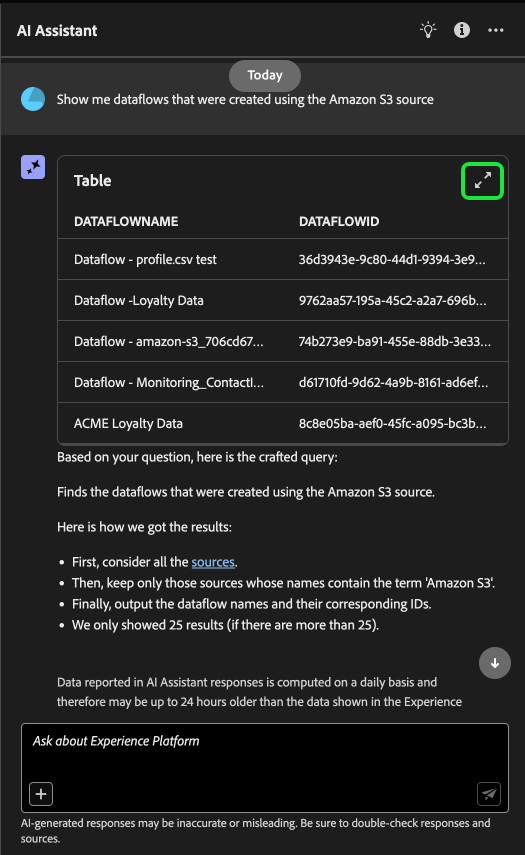 AI Assistant
Today
Show me dataflows that were created using the Amazon S3 source
Table
DATAFLOWNAME DATAFLOWID
Dataflow - profile.csv test 36d3943e-9c80-44d1-9394-3e9...
Dataflow -Loyalty Data 9762aa57-195a-45c2-a2a7-696b...
Dataflow - amazon-s3_706cd67... 74b273e9-ba91-455e-88db-3e33...
Dataflow - Monitoring_ContactI... d61710fd-9d62-4a9b-8161-ad6ef...
ACME Loyalty Data 8c8e05ba-aef0-45fc-a095-bc3b...
Based on your question, here is the crafted query:
Finds the dataflows that were created using the Amazon S3 source.
Here is how we got the results:
• First, consider all the sources.
• Then, keep only those sources whose names contain the term 'Amazon S3'.
• Finally, output the dataflow names and their corresponding IDs.
• We only showed 25 results (if there are more than 25).
Data reported in AI Assistant responses is computed on a daily basis and
therefore may be up to 24 hours older than the data shown in the Experience
Ask about Experience Platform
AI-generated responses may be inaccurate or misleading. Be sure to double-check responses and
sources.